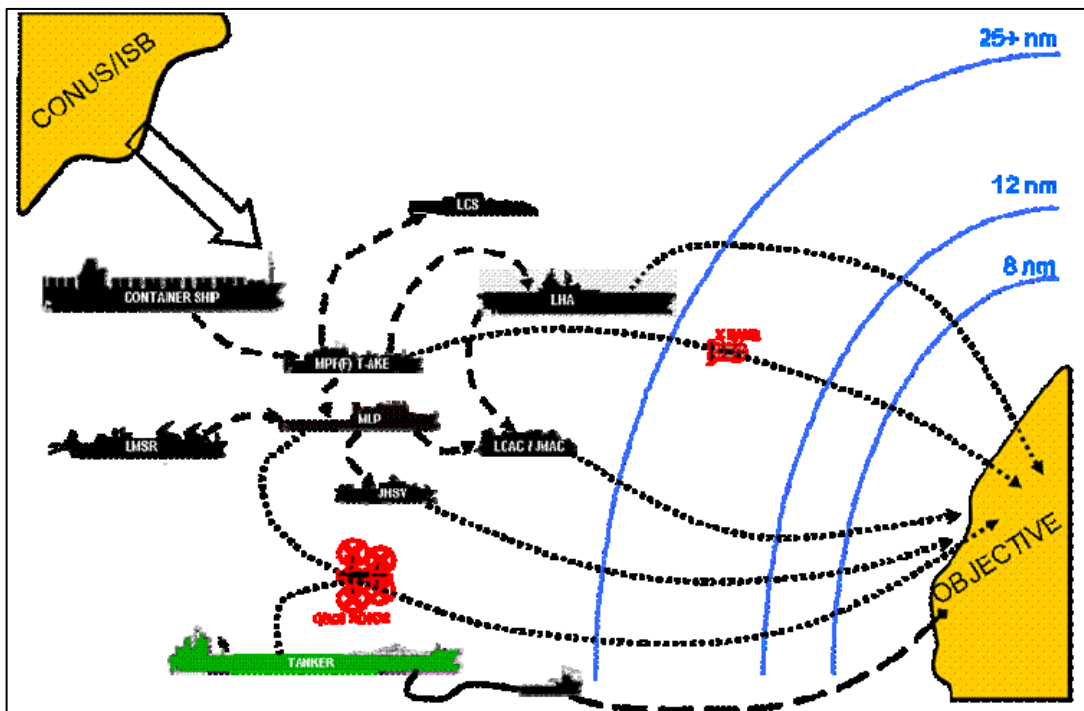 CONUS/ISB
25+ nm
12 nm
8 nm
LCS
CONTAINER SHIP
LHA
MPF(F) T-AKE
MLP
LMSR
LCAC / JMAC
JHSV
OBJECTIVE
TANKER